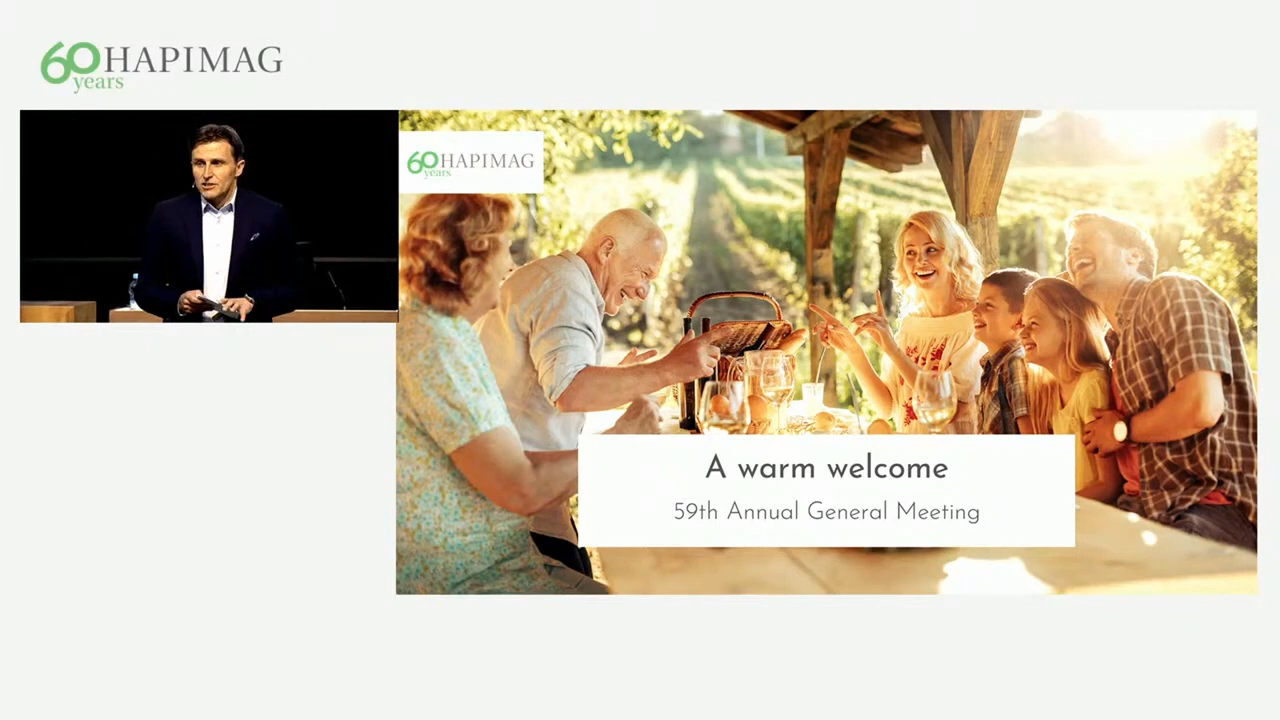 60 HAPIMAG
years
60 HAPIMAG
years
A warm welcome
59th Annual General Meeting